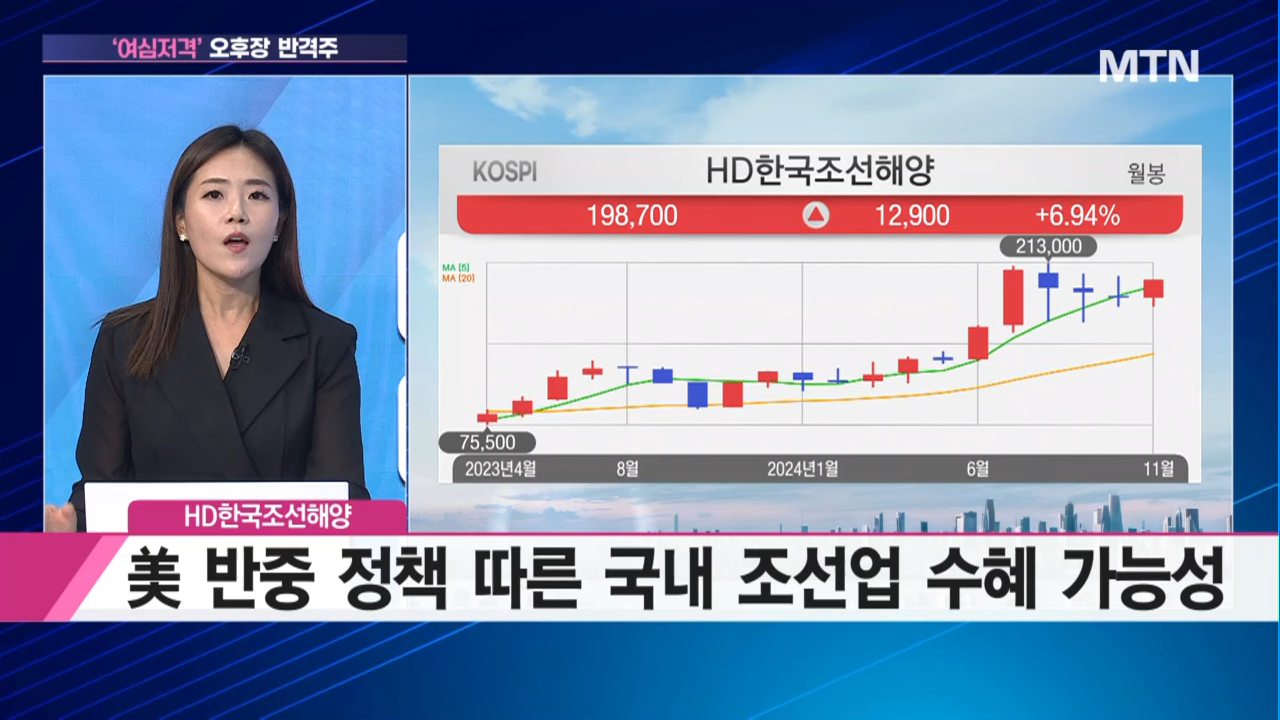 '여심저격' 오후장 반격주
MTN
KOSPI HD한국조선해양 월봉
198,700 12,900 +6.94%
213,000
MA [5]
MA [20]
75,500
2023년4월 8월 2024년1월 6월 11월
HD한국조선해양
美 반중 정책 따른 국내 조선업 수혜 가능성